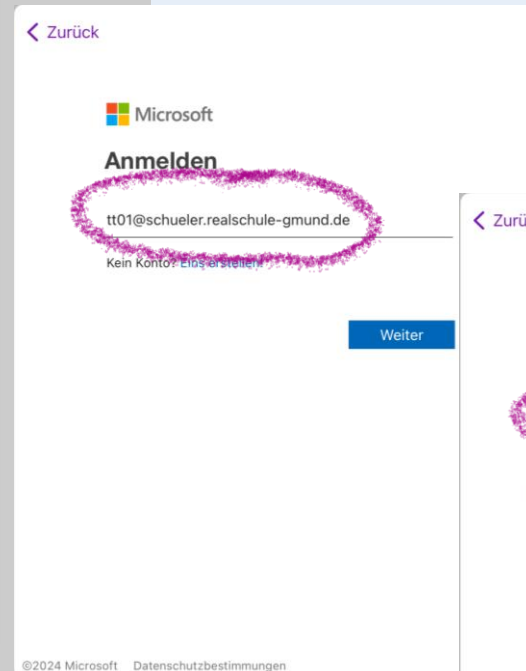 Zurück
Microsoft
Anmelden
tt01@schueler.realschule-gmund.de
Kein Konto? Eins erstellen!
Weiter
Zurü
©2024 Microsoft Datenschutzbestimmungen